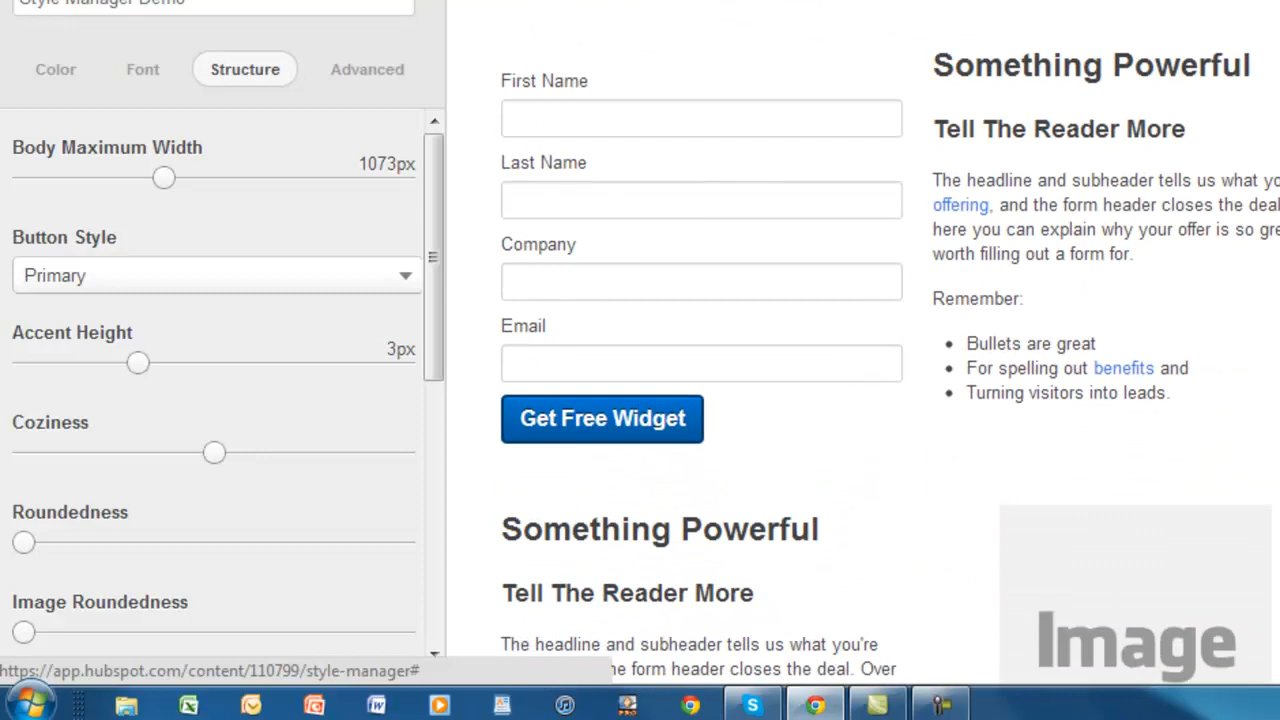 Style Manager Demo
Color Font Structure Advanced
Body Maximum Width
1073px
Button Style
Primary
Accent Height
3px
Coziness
Roundedness
Image Roundedness
https://app.hubspot.com/content/110799/style-manager#
First Name
Last Name
Company
Email
Get Free Widget
Something Powerful
Tell The Reader More
The headline and subheader tells us what yo
offering, and the form header closes the deal.
here you can explain why your offer is so gre
worth filling out a form for.
Remember:
Bullets are great
For spelling out benefits and
Turning visitors into leads.
Something Powerful
Tell The Reader More
The headline and subheader tells us what you're
he form header closes the deal. Over
Image